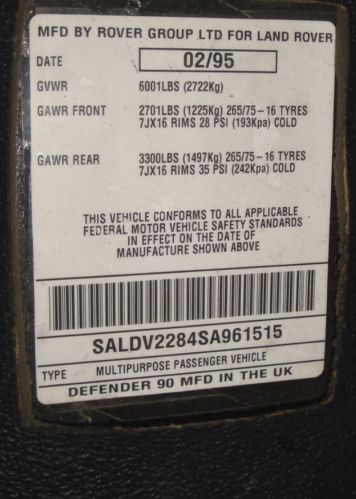 MFD BY ROVER GROUP LTD FOR LAND ROVER
DATE 02/95
GVWR 6001LBS (2722Kg)
GAWR FRONT 2701LBS (1225Kg) 265/75-16 TYRES
7JX16 RIMS 28 PSI (193Kpa) COLD
GAWR REAR 3300LBS (1497Kg) 265/75-16 TYRES
7JX16 RIMS 35 PSI (242Kpa) COLD
THIS VEHICLE CONFORMS TO ALL APPLICABLE
FEDERAL MOTOR VEHICLE SAFETY STANDARDS
IN EFFECT ON THE DATE OF
MANUFACTURE SHOWN ABOVE
SALDV2284SA961515
TYPE MULTIPURPOSE PASSENGER VEHICLE
DEFENDER 90 MFD IN THE UK